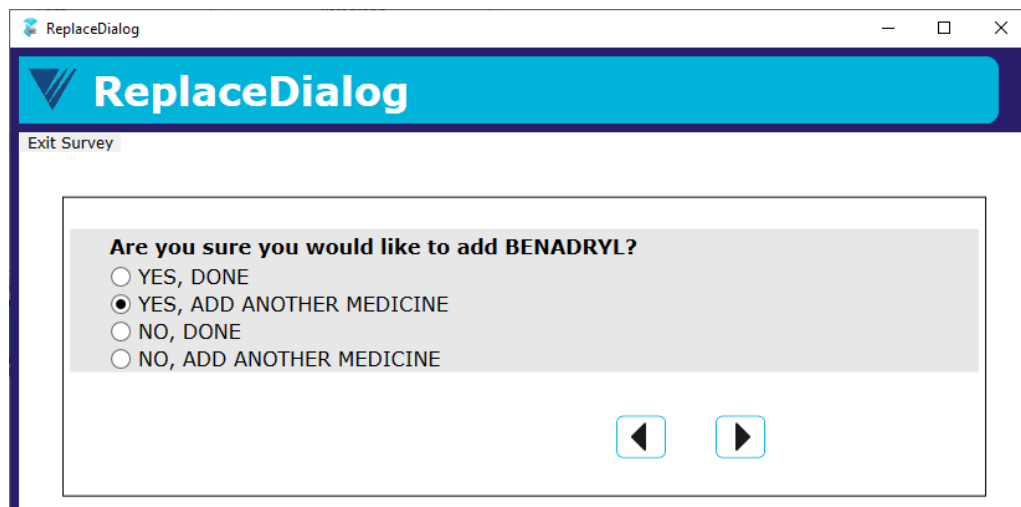 ReplaceDialog
ReplaceDialog
Exit Survey
Are you sure you would like to add BENADRYL?
YES, DONE
YES, ADD ANOTHER MEDICINE
NO, DONE
NO, ADD ANOTHER MEDICINE